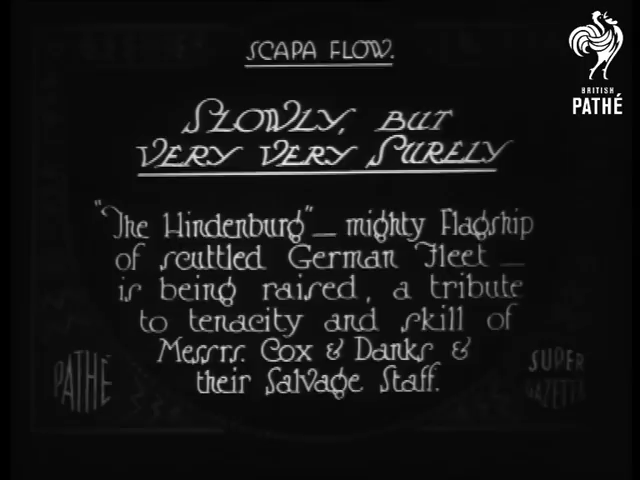 SCAPA FLOW.
BRITISH
PATHÉ
SLOWLY, BUT
VERY VERY SURELY
"The Hindenburg" — mighty Flagship
of scuttled German Fleet —
is being raised, a tribute
to tenacity and skill of
Messrs. Cox & Danks &
their Salvage Staff.
PATHÉ
SUPER
GAZETTE